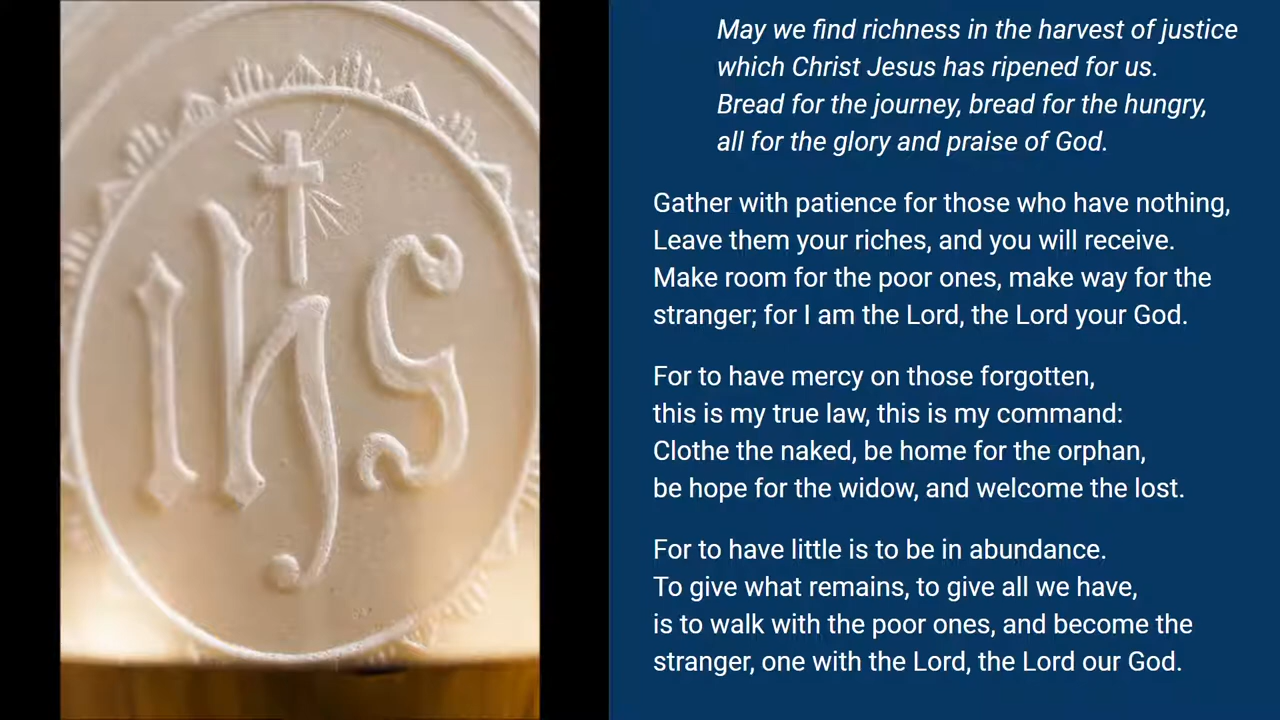 IHS
May we find richness in the harvest of justice
which Christ Jesus has ripened for us.
Bread for the journey, bread for the hungry,
all for the glory and praise of God.
Gather with patience for those who have nothing,
Leave them your riches, and you will receive.
Make room for the poor ones, make way for the
stranger; for I am the Lord, the Lord your God.
For to have mercy on those forgotten,
this is my true law, this is my command:
Clothe the naked, be home for the orphan,
be hope for the widow, and welcome the lost.
For to have little is to be in abundance.
To give what remains, to give all we have,
is to walk with the poor ones, and become the
stranger, one with the Lord, the Lord our God.